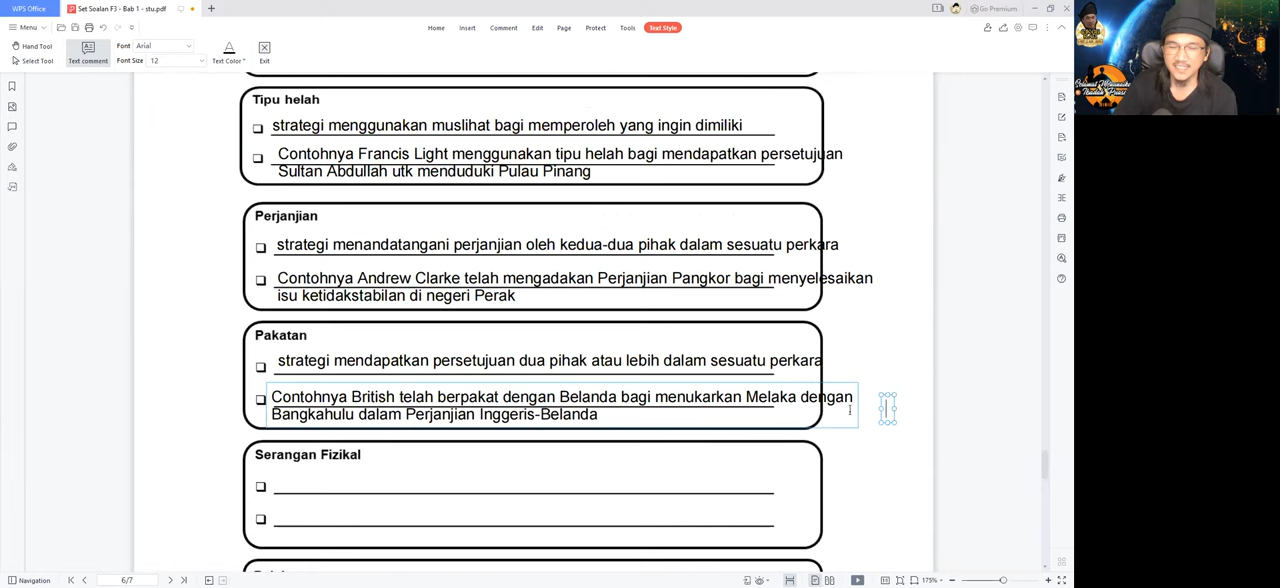 WPS Office
Set Soalan F3 - Bab 1 - stu.pdf
Go Premium
Menu
Home
Insert
Comment
Edit
Page
Protect
Tools
Text Style
Hand Tool
Select Tool
Text comment
Font Arial
Font Size 12
Text Color
Exit
Tipu helah
strategi menggunakan muslihat bagi memperoleh yang ingin dimiliki
Contohnya Francis Light menggunakan tipu helah bagi mendapatkan persetujuan
Sultan Abdullah utk menduduki Pulau Pinang
Perjanjian
strategi menandatangani perjanjian oleh kedua-dua pihak dalam sesuatu perkara
Contohnya Andrew Clarke telah mengadakan Perjanjian Pangkor bagi menyelesaikan
isu ketidakstabilan di negeri Perak
Pakatan
strategi mendapatkan persetujuan dua pihak atau lebih dalam sesuatu perkara
Contohnya British telah berpakat dengan Belanda bagi menukarkan Melaka dengan
Bangkahulu dalam Perjanjian Inggeris-Belanda
Serangan Fizikal
Navigation
6/7
175%
Selamat Menunaikan
Ibadah Puasa